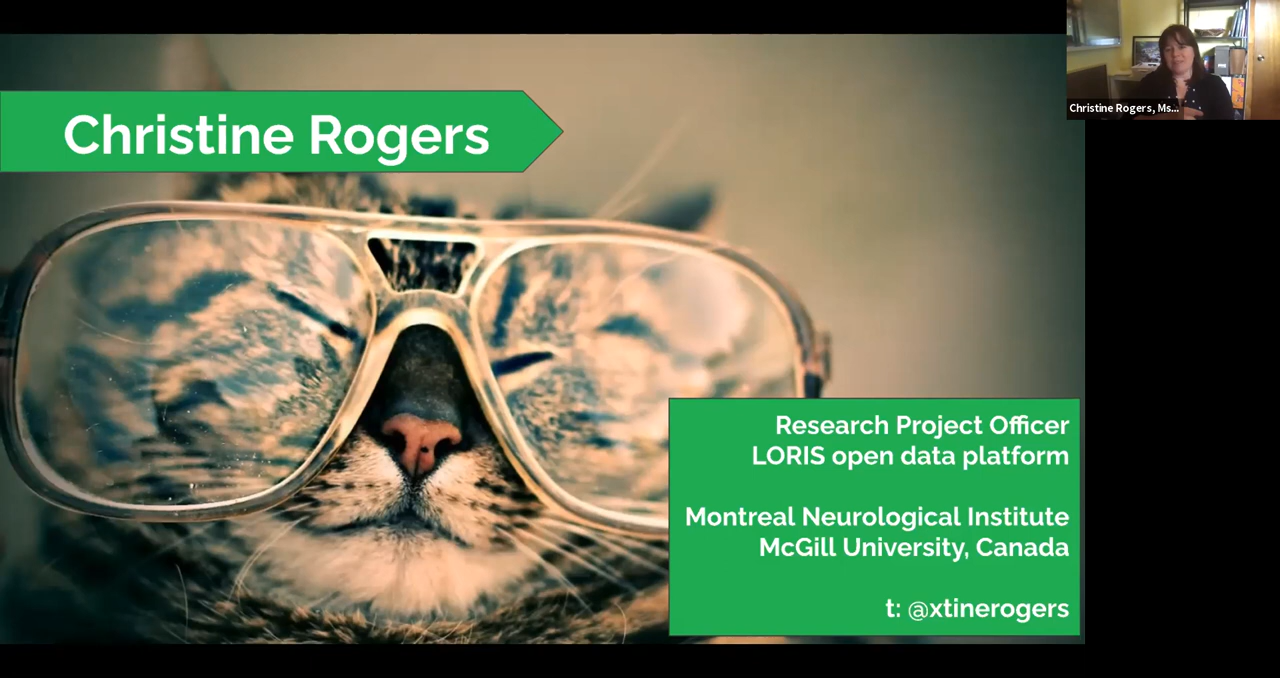 Christine Rogers, Ms...
Christine Rogers
Research Project Officer
LORIS open data platform
Montreal Neurological Institute
McGill University, Canada
t: @xtinerogers